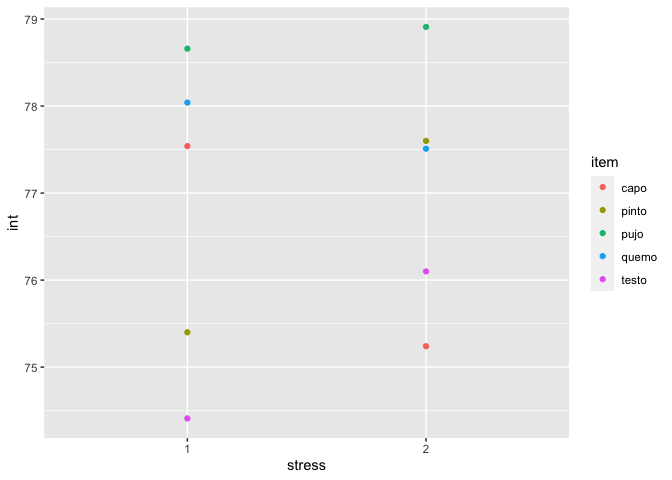 79
78
77
76
75
int
1 2
stress
item
capo
pinto
pujo
quemo
testo